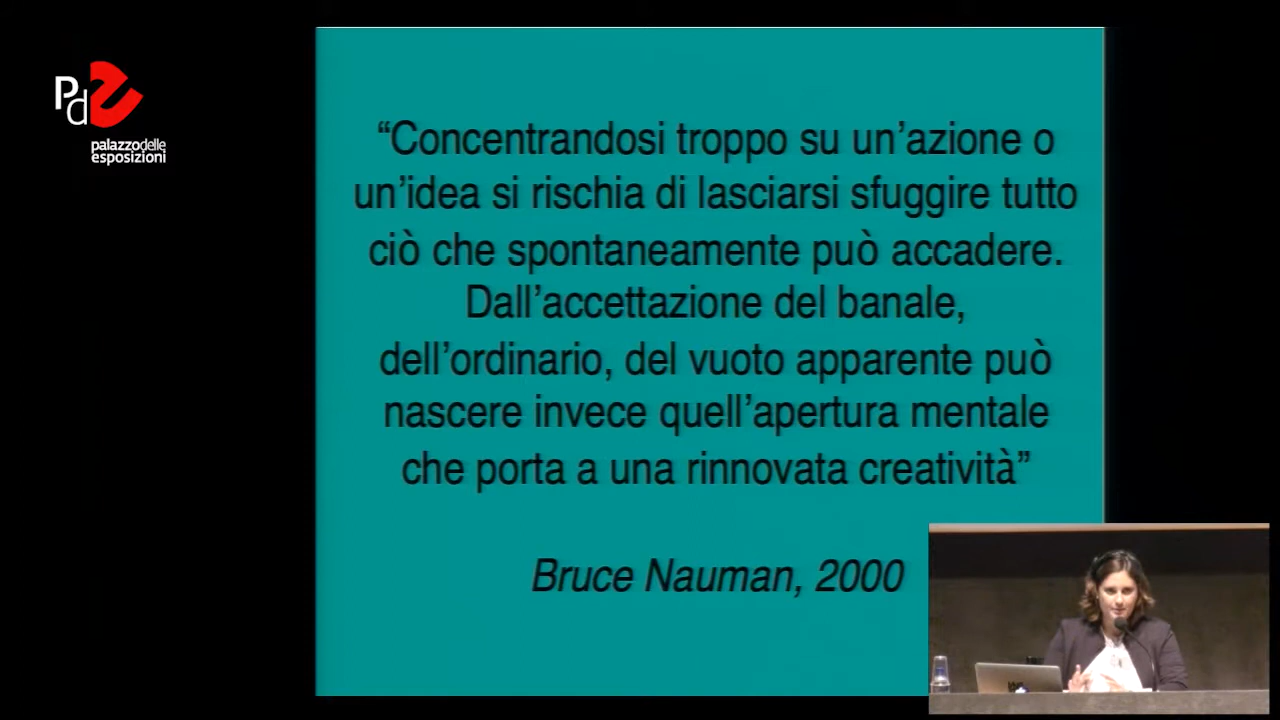 Pde
palazzodelle
esposizioni
“Concentrandosi troppo su un’azione o
un’idea si rischia di lasciarsi sfuggire tutto
ciò che spontaneamente può accadere.
Dall’accettazione del banale,
dell’ordinario, del vuoto apparente può
nascere invece quell’apertura mentale
che porta a una rinnovata creatività”
Bruce Nauman, 2000